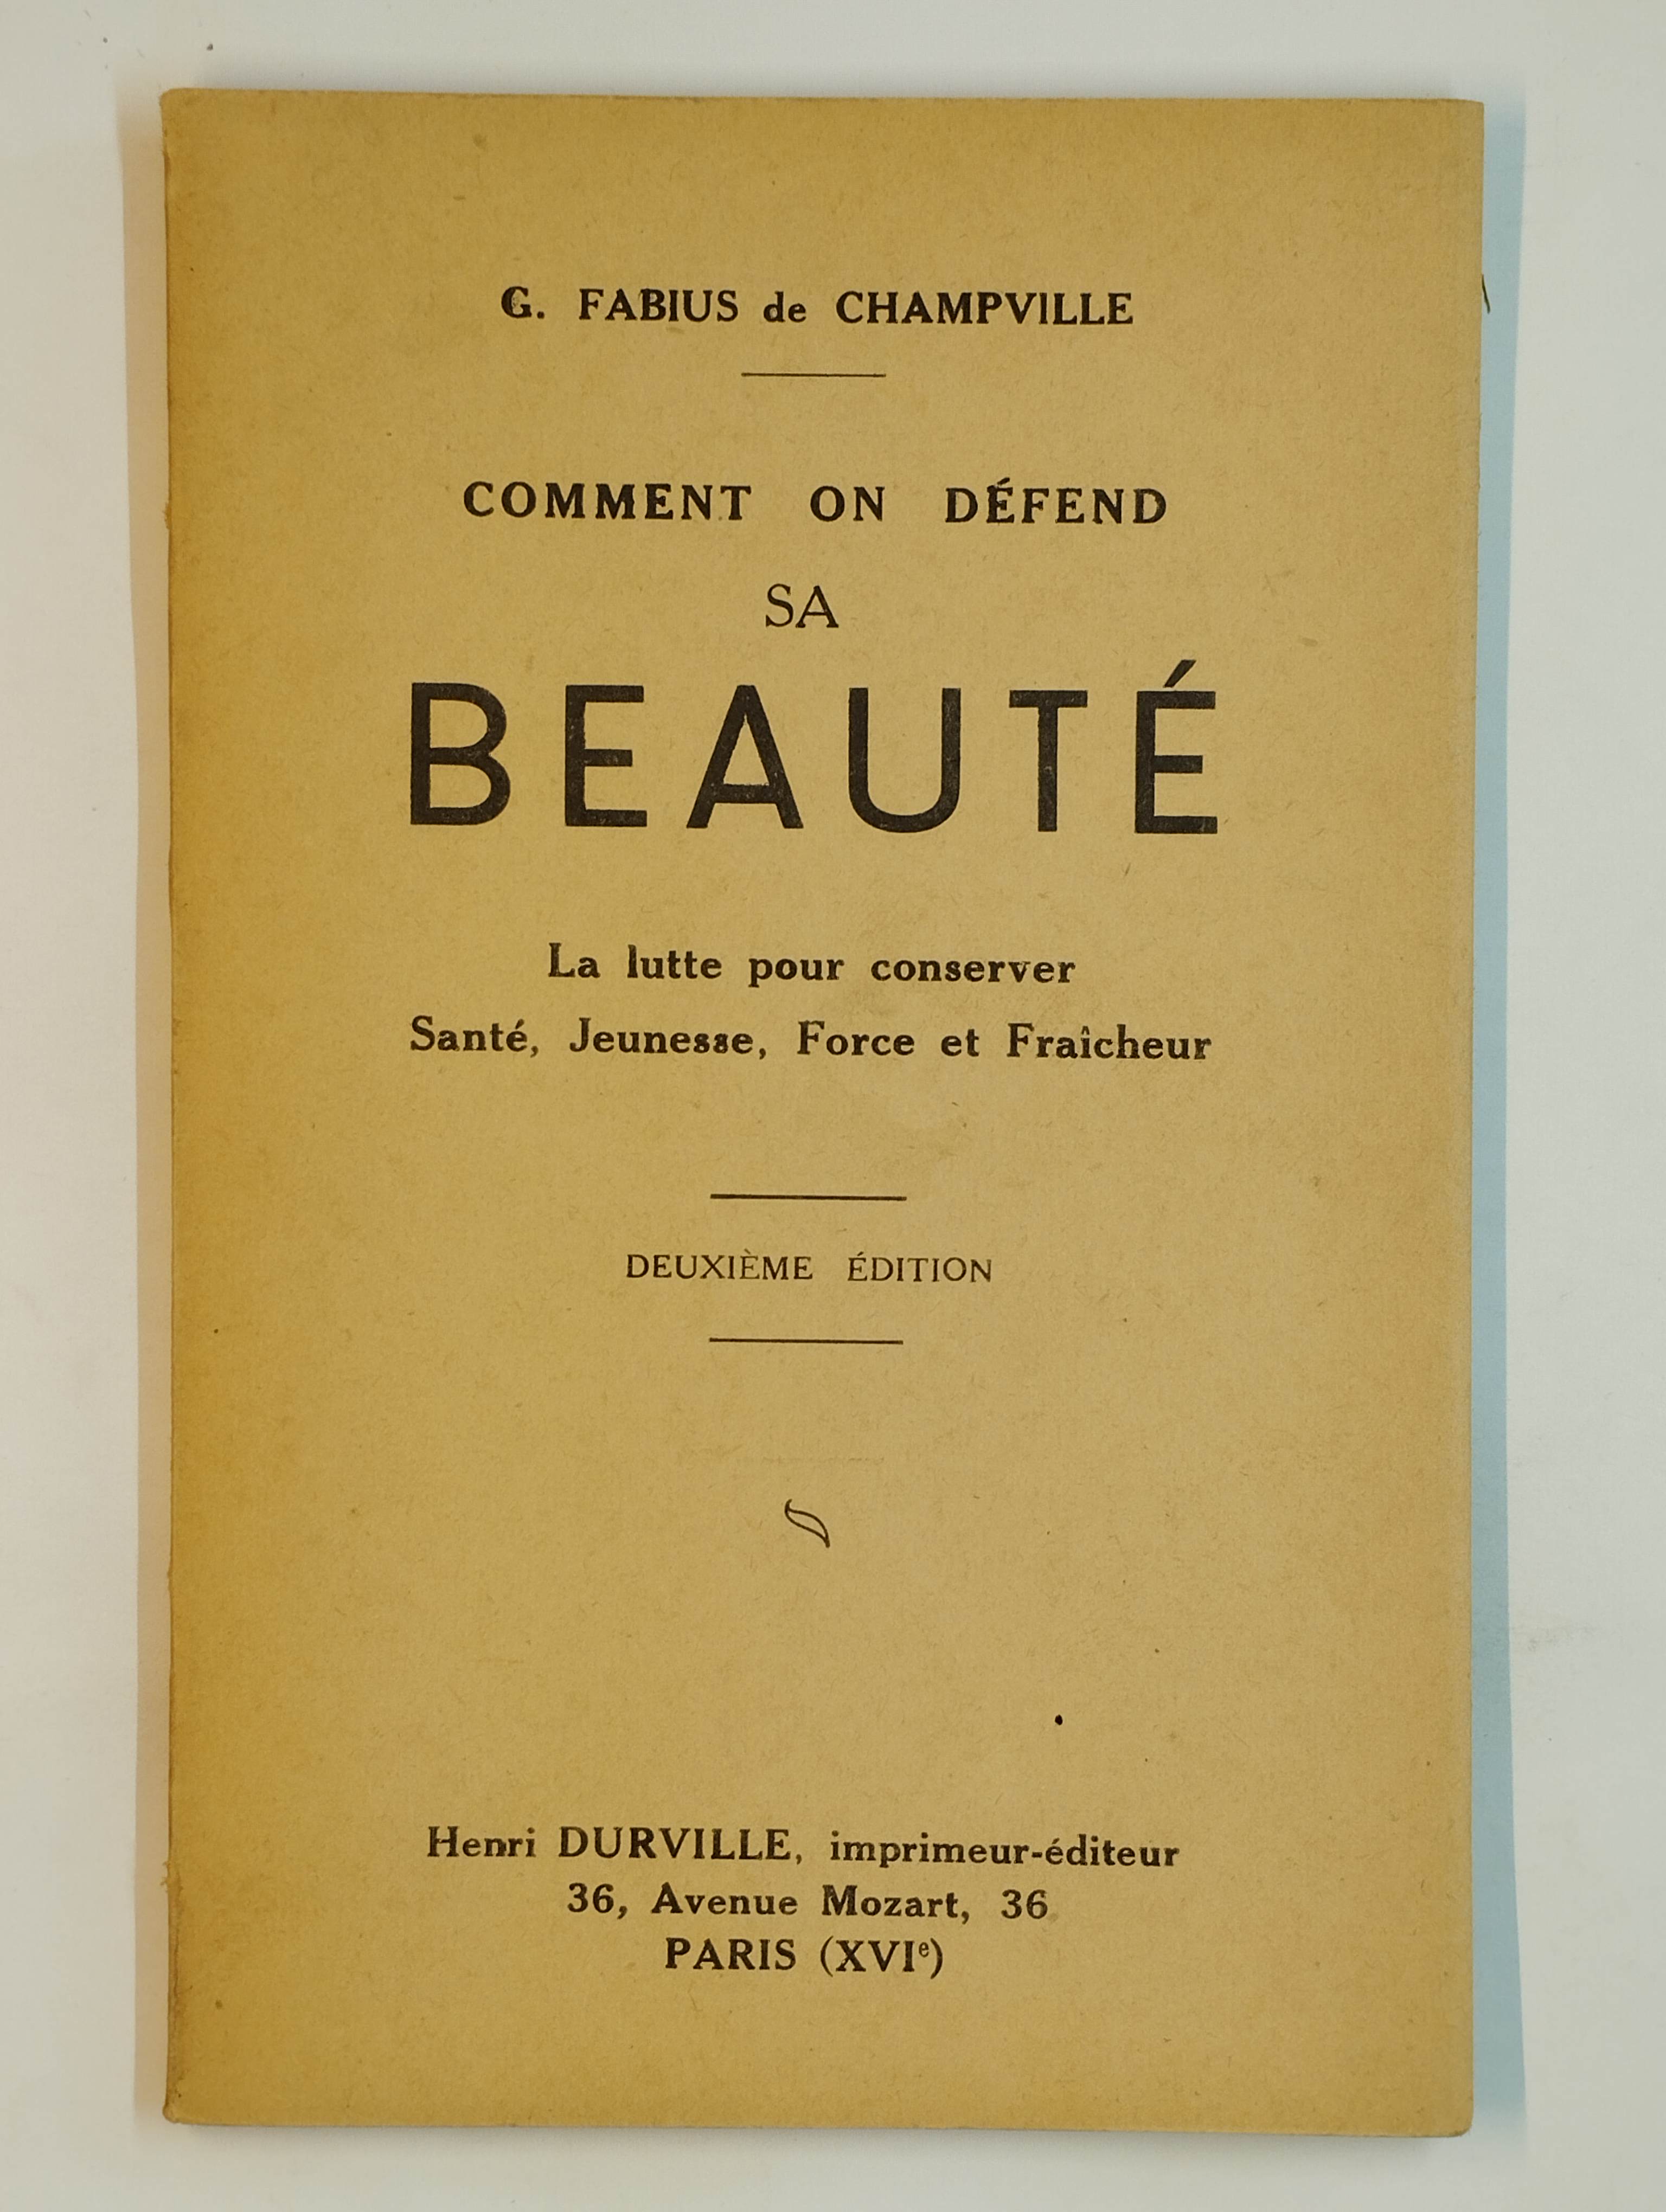 G. FABIUS de CHAMPVILLE
COMMENT ON DÉFEND
SA
BEAUTÉ
La lutte pour conserver
Santé, Jeunesse, Force et Fraîcheur
DEUXIÈME ÉDITION
Henri DURVILLE, imprimeur-éditeur
36, Avenue Mozart, 36
PARIS (XVIᵉ)